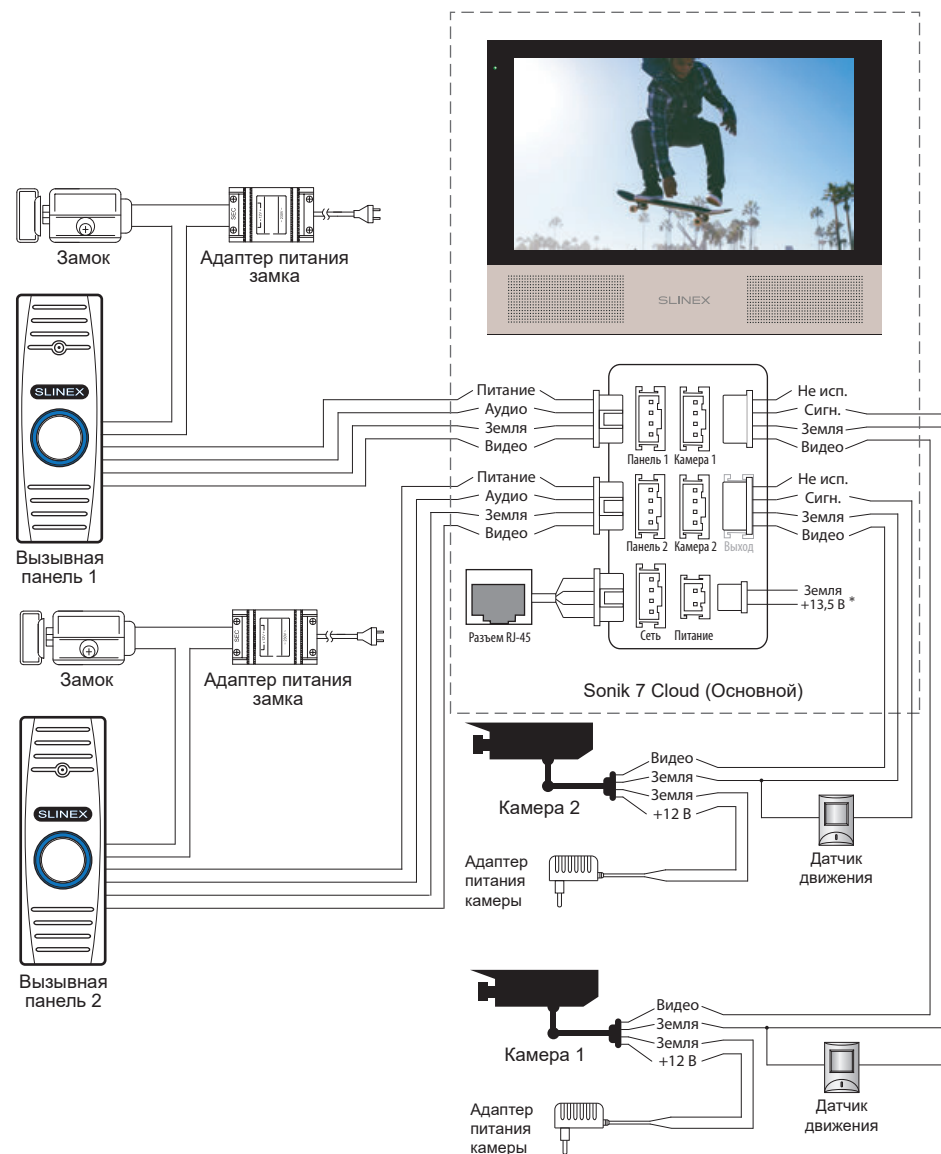 SLINEX
Замок
Адаптер питания
замка
SEC
SLINEX
Вызывная
панель 1
Питание
Аудио
Земля
Видео
Панель 1
Камера 1
Не исп.
Сигн.
Земля
Видео
Питание
Аудио
Земля
Видео
Панель 2
Камера 2
Выход
Не исп.
Сигн.
Земля
Видео
Разъем RJ-45
Сеть
Питание
Земля
+13,5 В *
Sonik 7 Cloud (Основной)
Замок
Адаптер питания
замка
SEC
SLINEX
Вызывная
панель 2
Камера 2
Видео
Земля
Земля
+12 В
Адаптер
питания
камеры
Датчик
движения
Камера 1
Видео
Земля
Земля
+12 В
Адаптер
питания
камеры
Датчик
движения